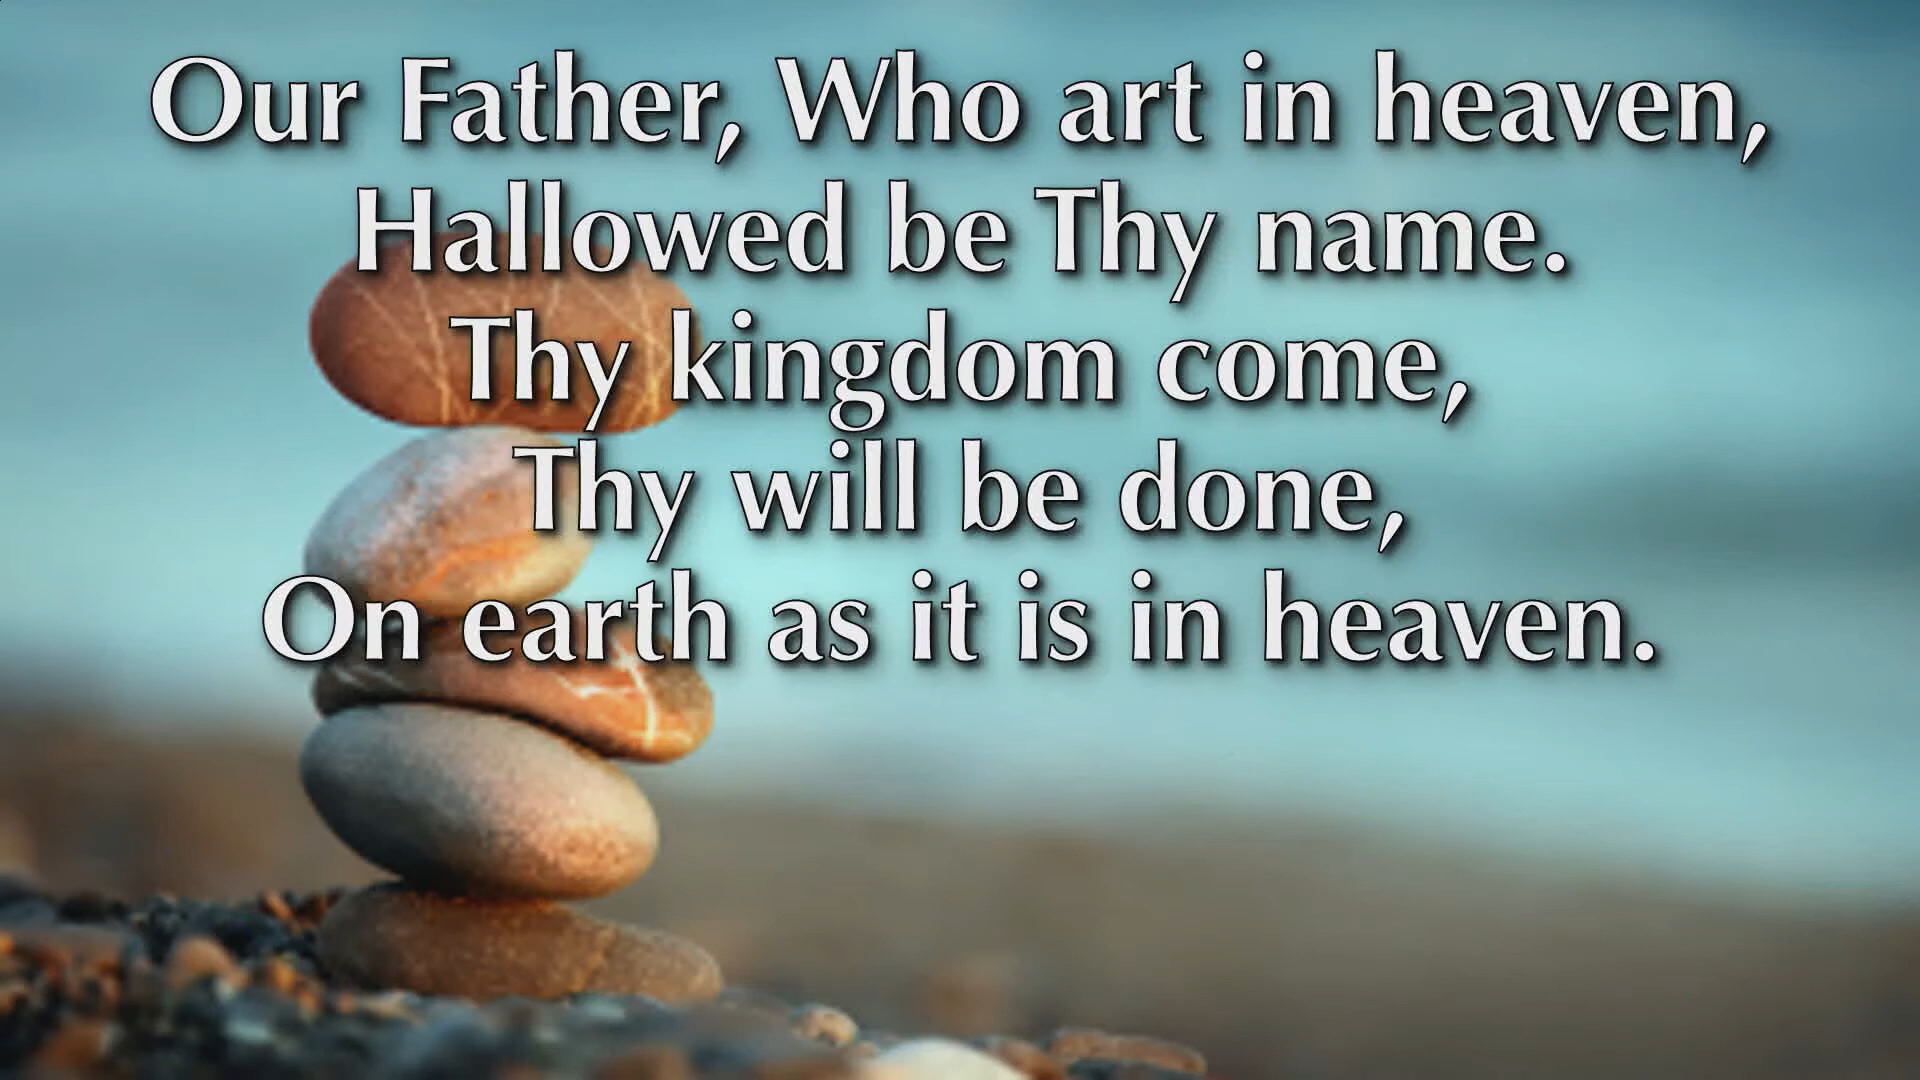 Our Father, Who art in heaven,
Hallowed be Thy name.
Thy kingdom come,
Thy will be done,
On earth as it is in heaven.